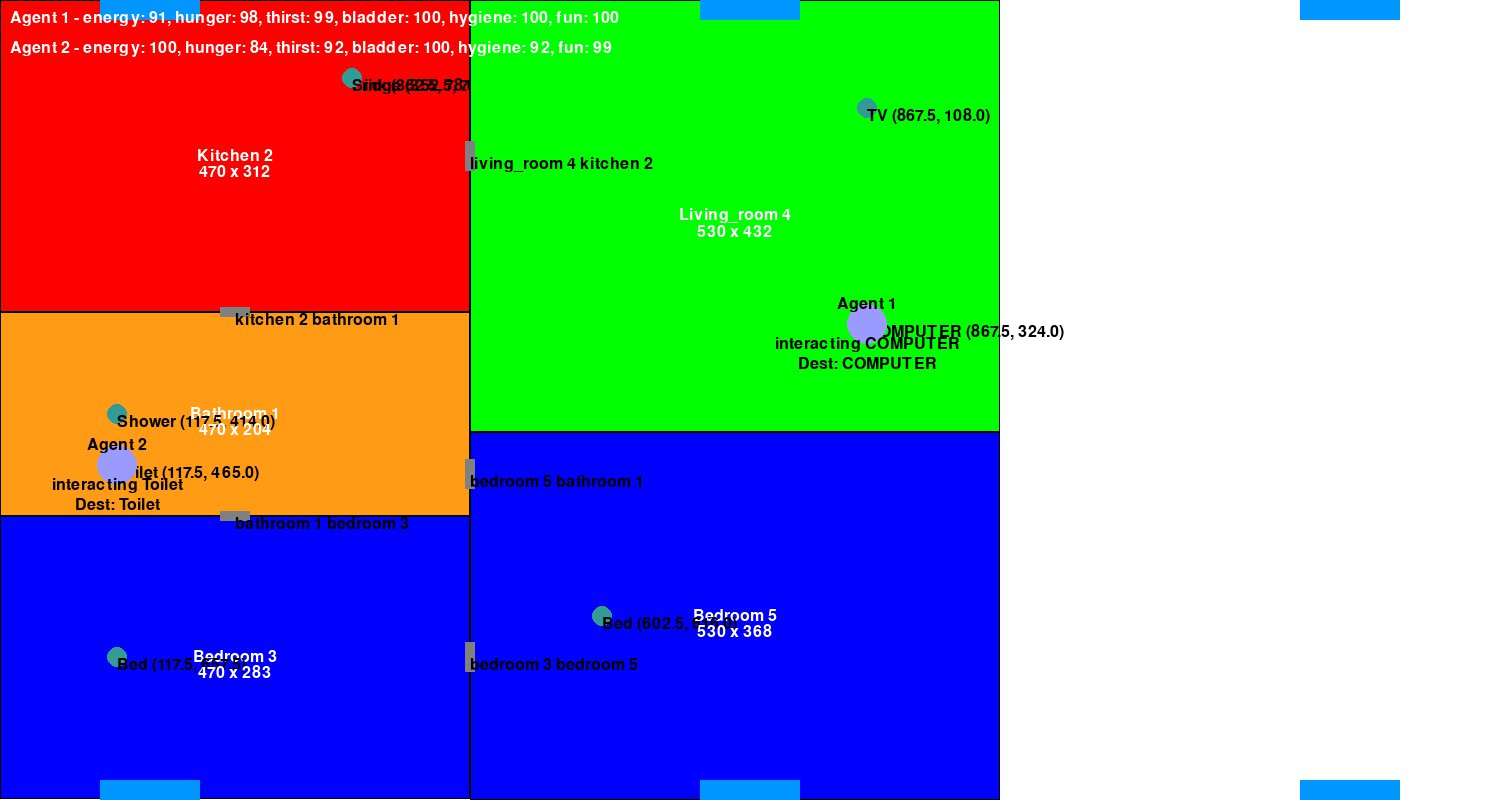 Agent 1 - energy: 91, hunger: 98, thirst: 99, bladder: 100, hygiene: 100, fun: 100
Agent 2 - energy: 100, hunger: 84, thirst: 92, bladder: 100, hygiene: 92, fun: 99
TV (867.5, 108.0)
Kitchen 2
470 x 312
living_room 4 kitchen 2
Living_room 4
530 x 432
Agent 1
COMPUTER (867.5, 324.0)
interacting COMPUTER
Dest: COMPUTER
kitchen 2 bathroom 1
Bathroom 1
470 x 204
Shower (117.5, 414.0)
Agent 2
Toilet (117.5, 465.0)
interacting Toilet
Dest: Toilet
bedroom 5 bathroom 1
bathroom 1 bedroom 3
Bed (602.5,
Bedroom 5
530 x 368
Bedroom 3
470 x 283
Bed (117.5,
bedroom 3 bedroom 5